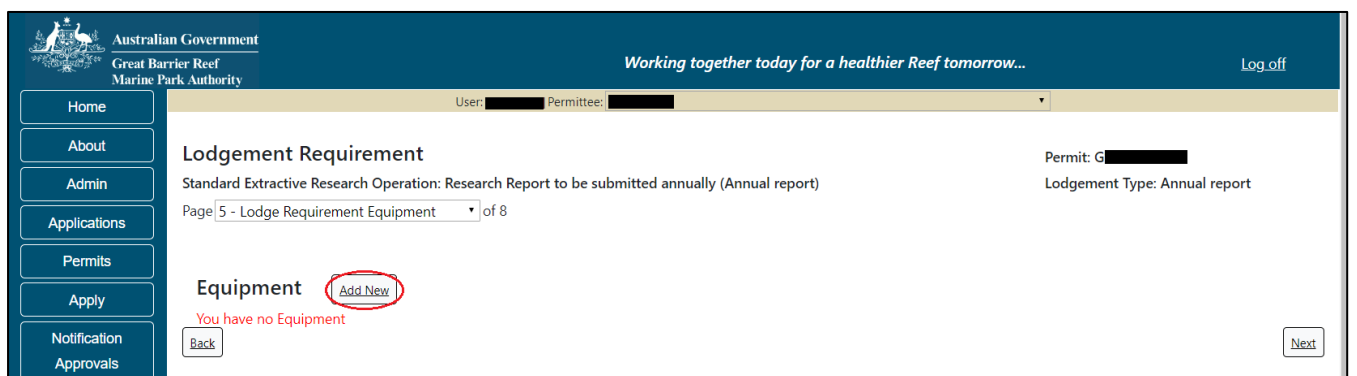 Australian Government
Great Barrier Reef
Marine Park Authority
Working together today for a healthier Reef tomorrow...
Log off
Home
About
Admin
Applications
Permits
Apply
Notification
Approvals
User: Permittee:
Lodgement Requirement
Permit: G
Standard Extractive Research Operation: Research Report to be submitted annually (Annual report)
Lodgement Type: Annual report
Page 5 - Lodge Requirement Equipment of 8
Equipment Add New
You have no Equipment
Back
Next